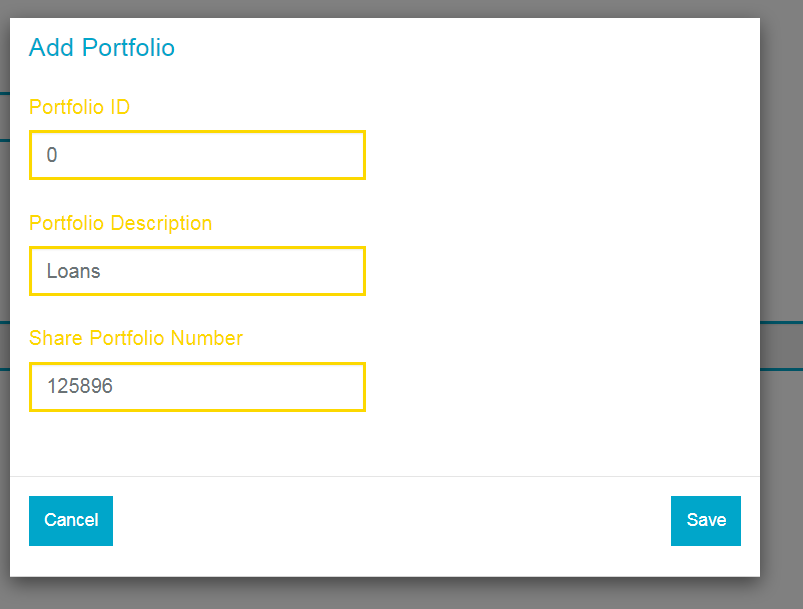 Add Portfolio
Portfolio ID
0
Portfolio Description
Loans
Share Portfolio Number
125896
Cancel
Save